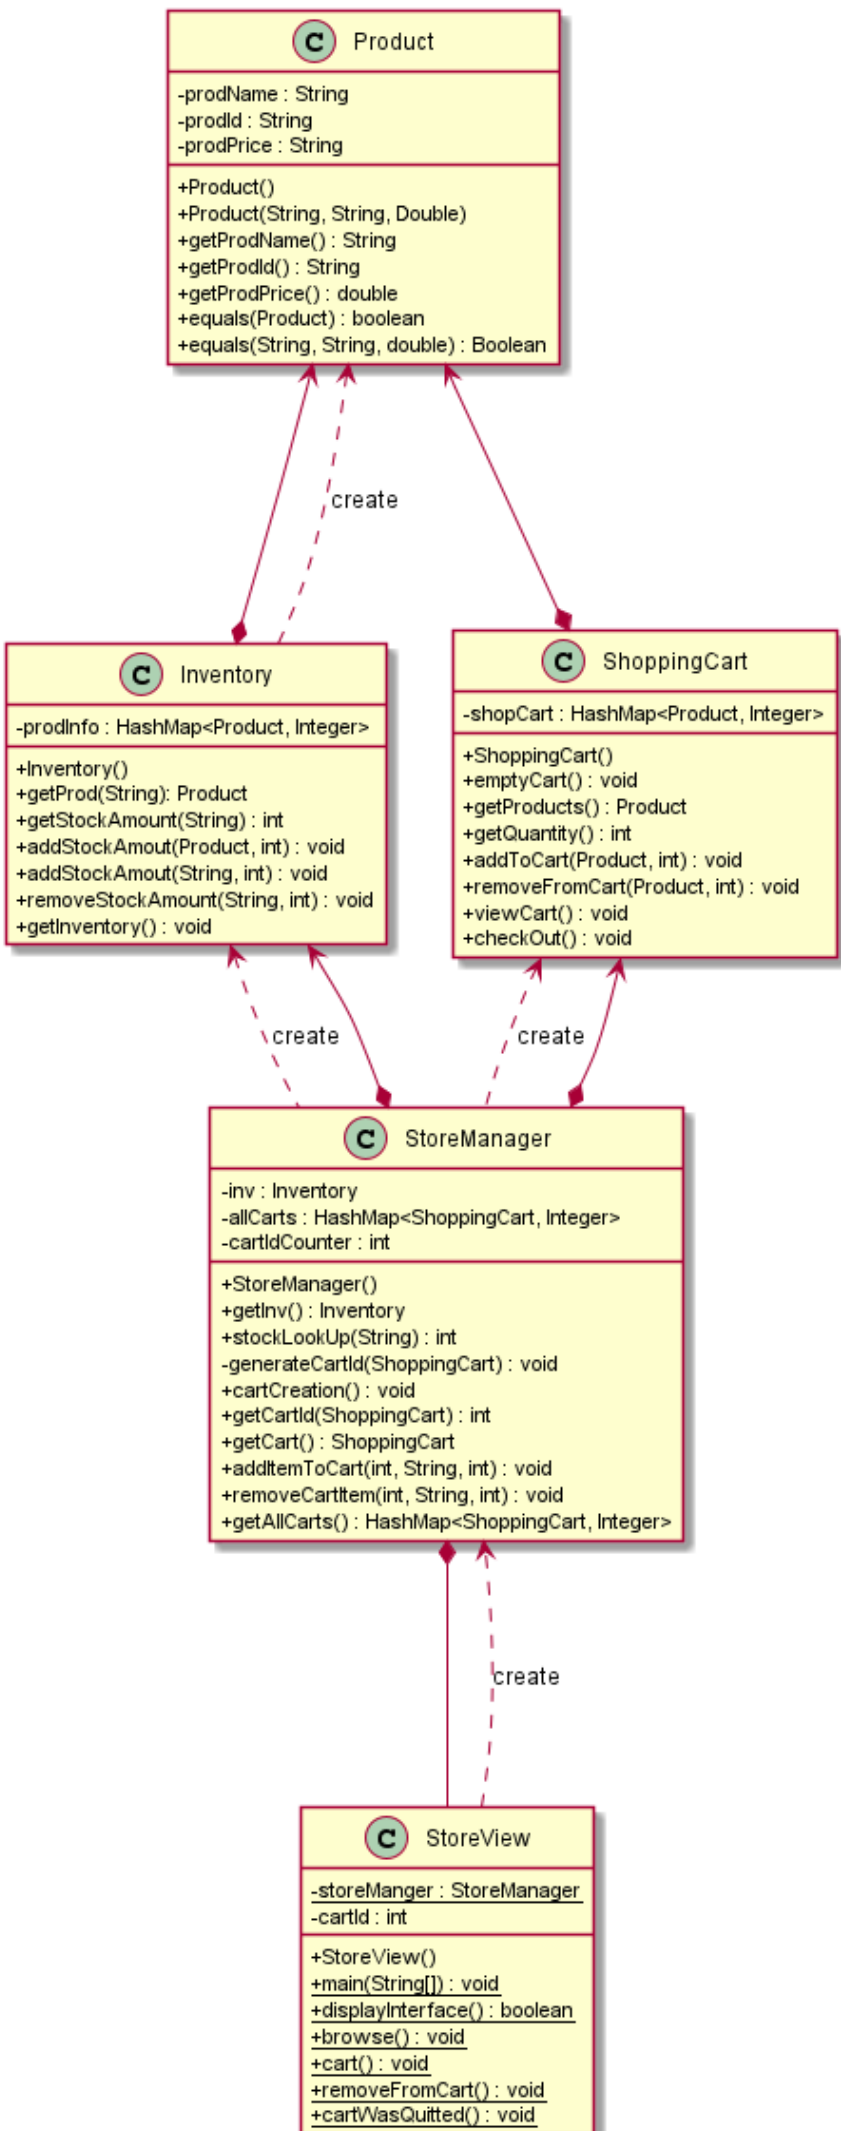 C Product
-prodName : String
-prodId : String
-prodPrice : String
+Product()
+Product(String, String, Double)
+getProdName() : String
+getProdId() : String
+getProdPrice() : double
+equals(Product) : boolean
+equals(String, String, double) : Boolean
create
C Inventory
-prodInfo : HashMap<Product, Integer>
+Inventory()
+getProd(String): Product
+getStockAmount(String) : int
+addStockAmout(Product, int) : void
+addStockAmout(String, int) : void
+removeStockAmount(String, int) : void
+getInventory() : void
C ShoppingCart
-shopCart : HashMap<Product, Integer>
+ShoppingCart()
+emptyCart() : void
+getProducts() : Product
+getQuantity() : int
+addToCart(Product, int) : void
+removeFromCart(Product, int) : void
+viewCart() : void
+checkOut() : void
create
create
C StoreManager
-inv : Inventory
-allCarts : HashMap<ShoppingCart, Integer>
-cartIdCounter : int
+StoreManager()
+getInv() : Inventory
+stockLookUp(String) : int
-generateCartId(ShoppingCart) : void
+cartCreation() : void
+getCartId(ShoppingCart) : int
+getCart() : ShoppingCart
+addItemToCart(int, String, int) : void
+removeCartItem(int, String, int) : void
+getAllCarts() : HashMap<ShoppingCart, Integer>
create
C StoreView
-storeManger : StoreManager
-cartId : int
+StoreView()
+main(String[]) : void
+displayInterface() : boolean
+browse() : void
+cart() : void
+removeFromCart() : void
+cartWasQuitted() : void